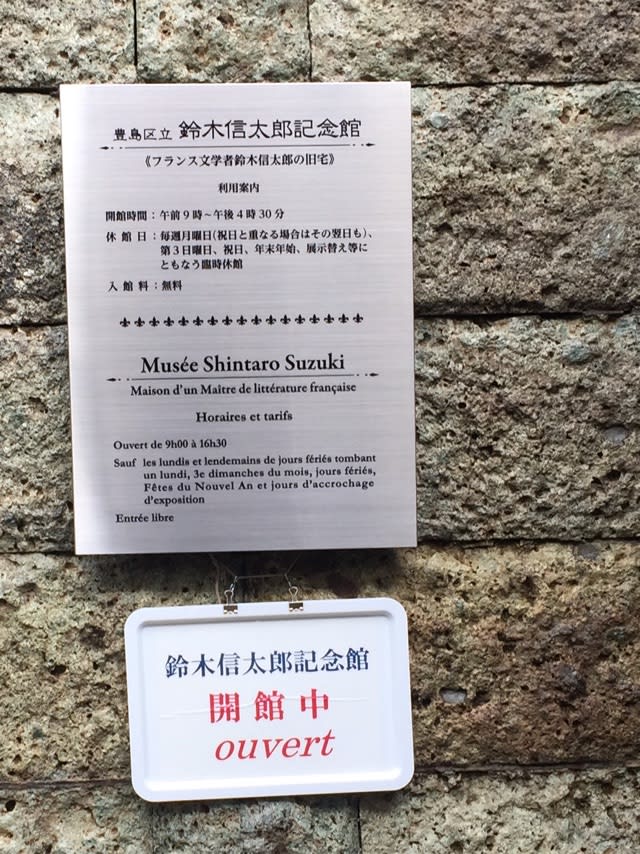 豊島区立 鈴木信太郎記念館
《フランス文学者鈴木信太郎の旧宅》
利用案内
開館時間：午前9時～午後4時30分
休館日：毎週月曜日(祝日と重なる場合はその翌日も)、
第3日曜日、祝日、年末年始、展示替え等に
ともなう臨時休館
入館料：無料
Musée Shintaro Suzuki
Maison d'un Maître de littérature française
Horaires et tarifs
Ouvert de 9h00 à 16h30
Sauf les lundis et lendemains de jours fériés tombant
un lundi, 3e dimanches du mois, jours fériés,
Fêtes du Nouvel An et jours d'accrochage
d'exposition
Entrée libre
鈴木信太郎記念館
開館中
ouvert